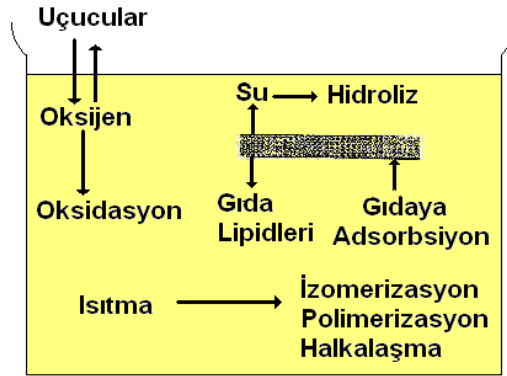 Uçucular
Oksijen
Su
Hidroliz
Oksidasyon
Gıda
Lipidleri
Gıdaya
Adsorbsiyon
Isıtma
İzomerizasyon
Polimerizasyon
Halkalaşma